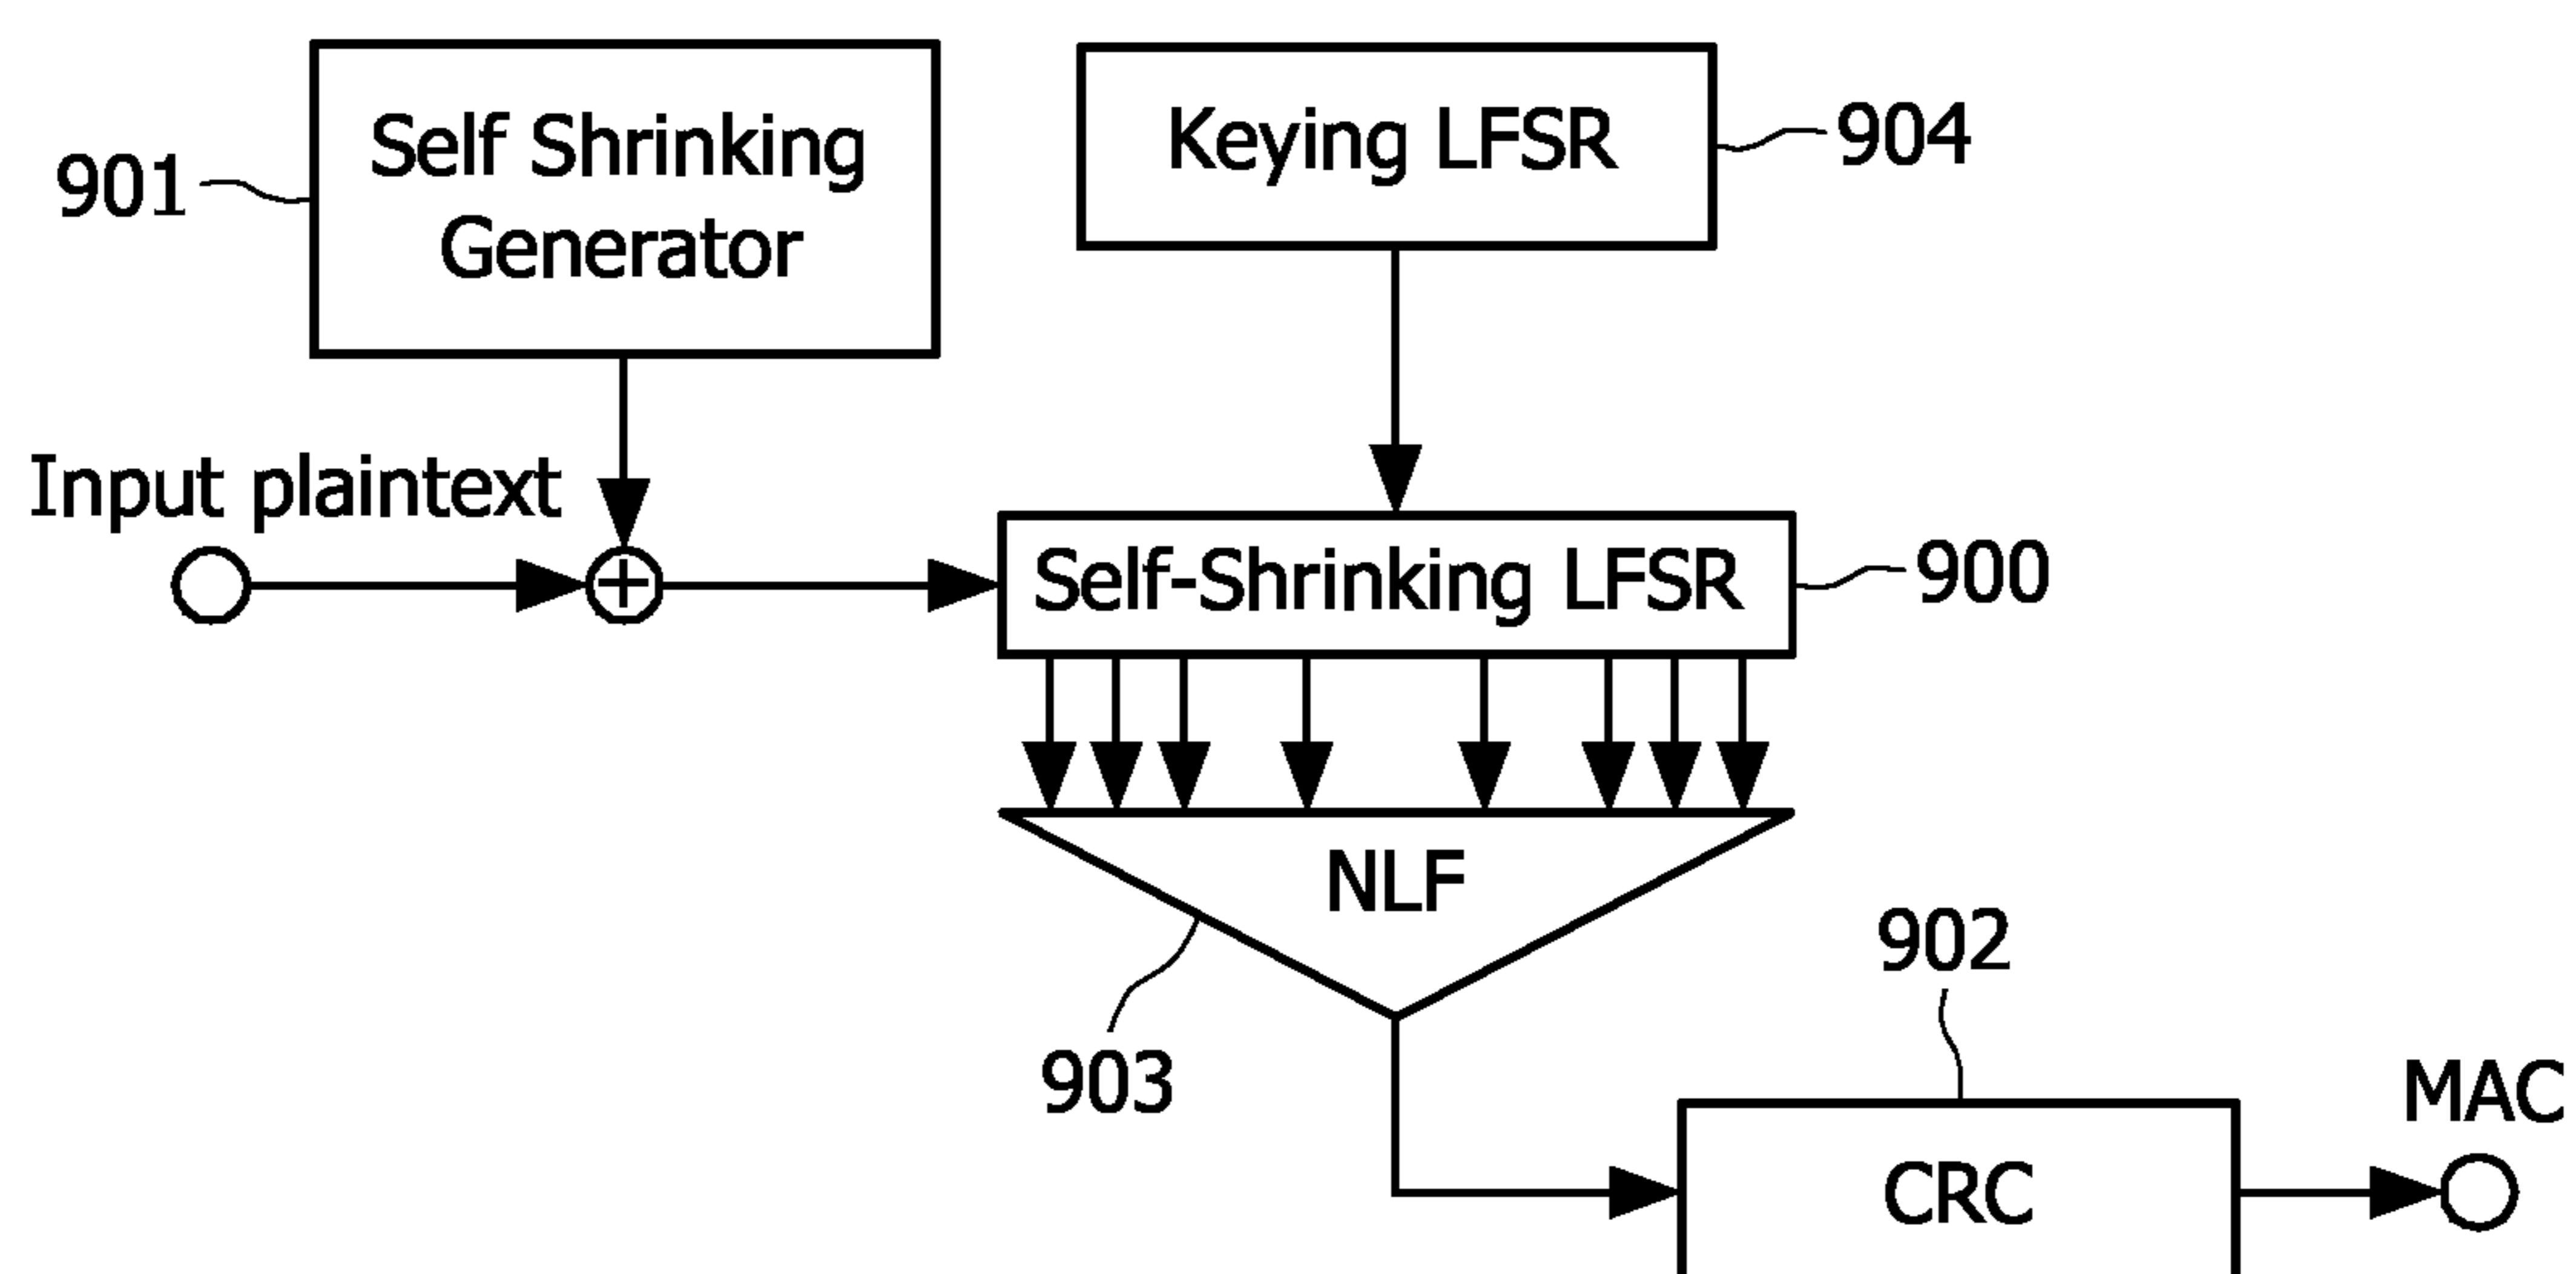 Self Shrinking
Generator
901
Keying LFSR
904
Input plaintext
Self-Shrinking LFSR
900
NLF
903
902
CRC
MAC